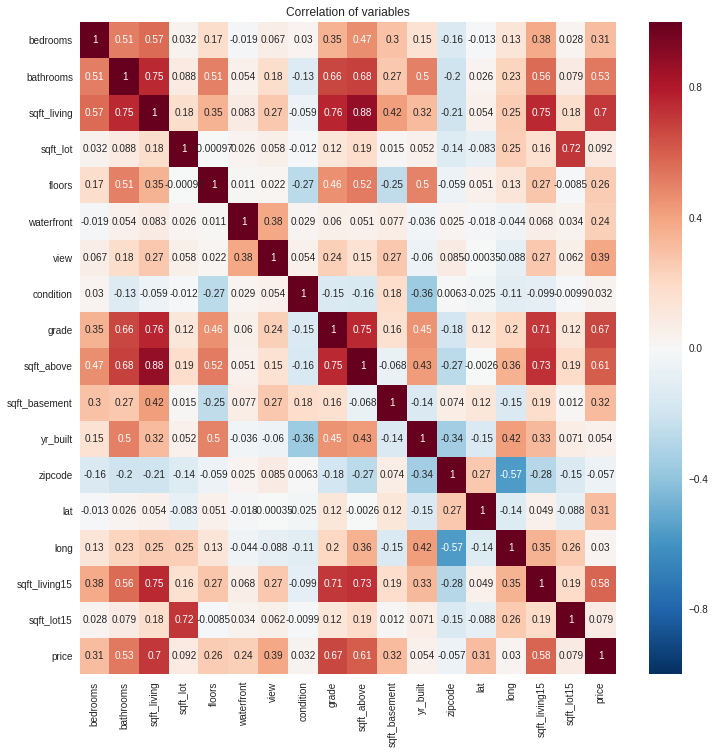 Correlation of variables
bedrooms 1 0.51 0.57 0.032 0.17 -0.019 0.067 0.03 0.35 0.47 0.3 0.15 -0.16 -0.013 0.13 0.38 0.028 0.31
bathrooms 0.51 1 0.75 0.088 0.51 0.054 0.18 -0.13 0.66 0.68 0.27 0.5 -0.2 0.026 0.23 0.56 0.079 0.53
sqft_living 0.57 0.75 1 0.18 0.35 0.083 0.27 -0.059 0.76 0.88 0.42 0.32 -0.21 0.054 0.25 0.75 0.18 0.7
sqft_lot 0.032 0.088 0.18 1 0.00097 0.026 0.058 -0.012 0.12 0.19 0.015 0.052 -0.14 -0.083 0.25 0.16 0.72 0.092
floors 0.17 0.51 0.35 -0.0009 1 0.011 0.022 -0.27 0.46 0.52 -0.25 0.5 -0.059 0.051 0.13 0.27 -0.0085 0.26
waterfront -0.019 0.054 0.083 0.026 0.011 1 0.38 0.029 0.06 0.051 0.077 -0.036 0.025 -0.018 -0.044 0.068 0.034 0.24
view 0.067 0.18 0.27 0.058 0.022 0.38 1 0.054 0.24 0.15 0.27 -0.06 0.085 -0.00035 -0.088 0.27 0.062 0.39
condition 0.03 -0.13 -0.059 -0.012 -0.27 0.029 0.054 1 -0.15 -0.16 0.18 -0.36 0.0063 -0.025 -0.11 -0.099 -0.0099 0.032
grade 0.35 0.66 0.76 0.12 0.46 0.06 0.24 -0.15 1 0.75 0.16 0.45 -0.18 0.12 0.2 0.71 0.12 0.67
sqft_above 0.47 0.68 0.88 0.19 0.52 0.051 0.15 -0.16 0.75 1 -0.068 0.43 -0.27 -0.0026 0.36 0.73 0.19 0.61
sqft_basement 0.3 0.27 0.42 0.015 -0.25 0.077 0.27 0.18 0.16 -0.068 1 -0.14 0.074 0.12 -0.15 0.19 0.012 0.32
yr_built 0.15 0.5 0.32 0.052 0.5 -0.036 -0.06 -0.36 0.45 0.43 -0.14 1 -0.34 -0.15 0.42 0.33 0.071 0.054
zipcode -0.16 -0.2 -0.21 -0.14 -0.059 0.025 0.085 0.0063 -0.18 -0.27 0.074 -0.34 1 0.27 -0.57 -0.28 -0.15 -0.057
lat -0.013 0.026 0.054 -0.083 0.051 -0.018 -0.00035 -0.025 0.12 -0.0026 0.12 -0.15 0.27 1 -0.14 0.049 -0.088 0.31
long 0.13 0.23 0.25 0.25 0.13 -0.044 -0.088 -0.11 0.2 0.36 -0.15 0.42 -0.57 -0.14 1 0.35 0.26 0.03
sqft_living15 0.38 0.56 0.75 0.16 0.27 0.068 0.27 -0.099 0.71 0.73 0.19 0.33 -0.28 0.049 0.35 1 0.19 0.58
sqft_lot15 0.028 0.079 0.18 0.72 -0.0085 0.034 0.062 -0.0099 0.12 0.19 0.012 0.071 -0.15 -0.088 0.26 0.19 1 0.079
price 0.31 0.53 0.7 0.092 0.26 0.24 0.39 0.032 0.67 0.61 0.32 0.054 -0.057 0.31 0.03 0.58 0.079 1
bedrooms bathrooms sqft_living sqft_lot floors waterfront view condition grade sqft_above sqft_basement yr_built zipcode lat long sqft_living15 sqft_lot15 price
0.8
0.4
0.0
-0.4
-0.8